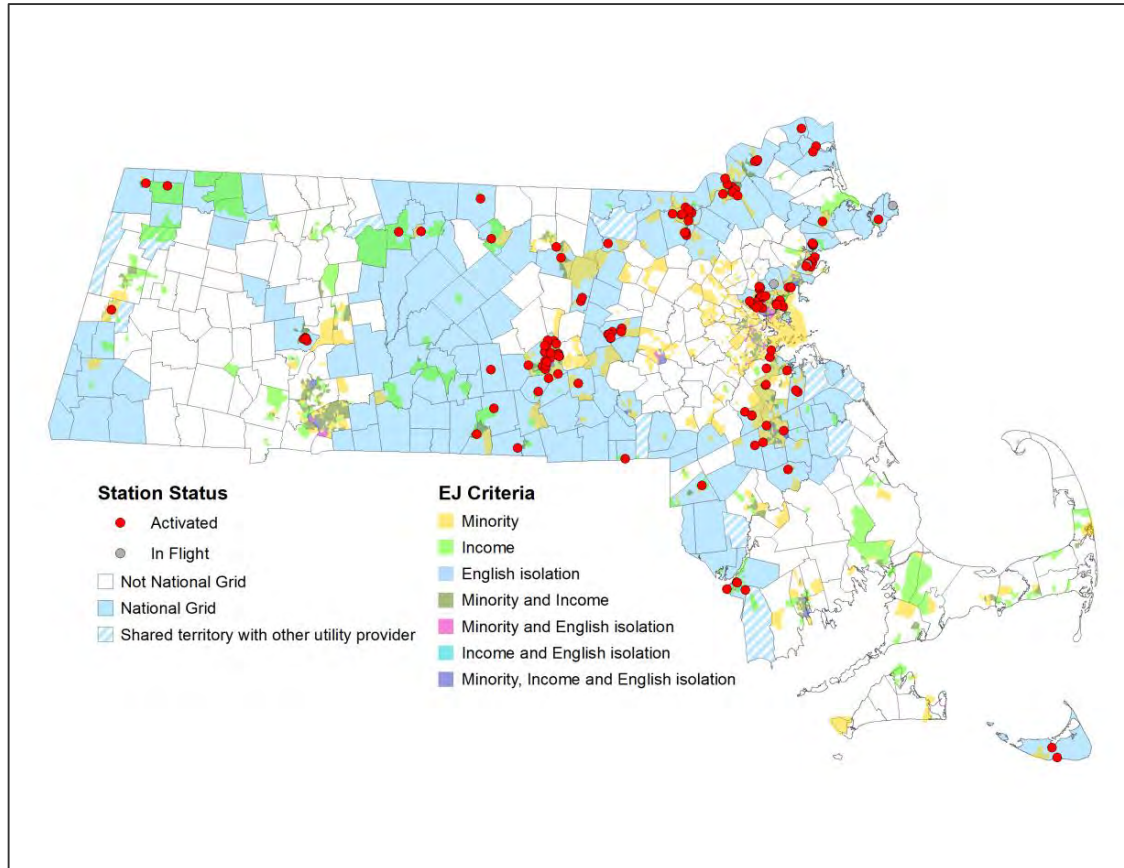 Station Status
Activated
In Flight
Not National Grid
National Grid
Shared territory with other utility provider
EJ Criteria
Minority
Income
English isolation
Minority and Income
Minority and English isolation
Income and English isolation
Minority, Income and English isolation